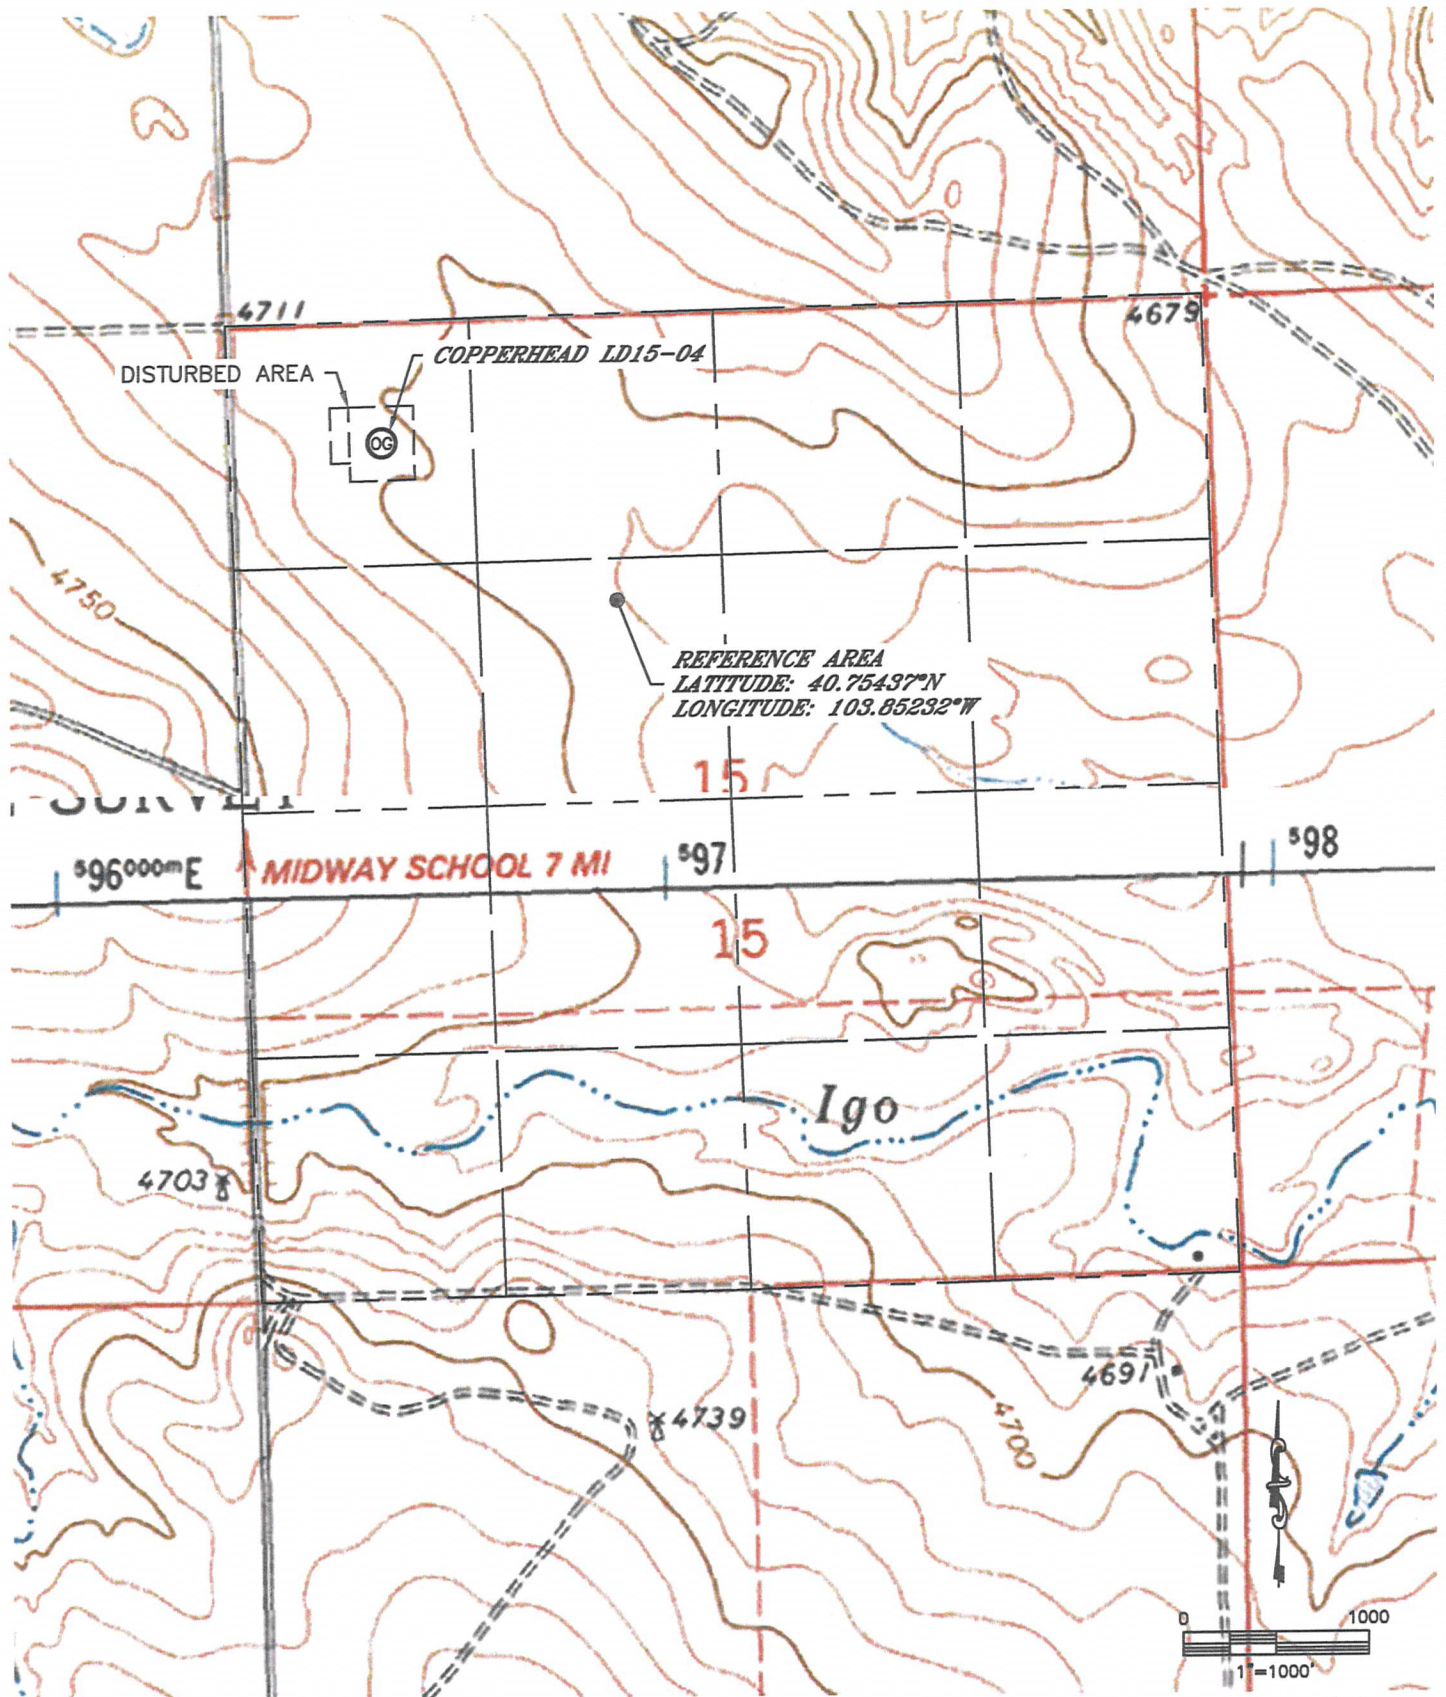 4711
4679
COPPERHEAD LD15-04
DISTURBED AREA
OG
4750
REFERENCE AREA
LATITUDE: 40.75437°N
LONGITUDE: 103.85232°W
15
596000mE
MIDWAY SCHOOL 7 MI
597
598
15
Igo
4703
4691
4739
4700
0 1000
1"=1000'